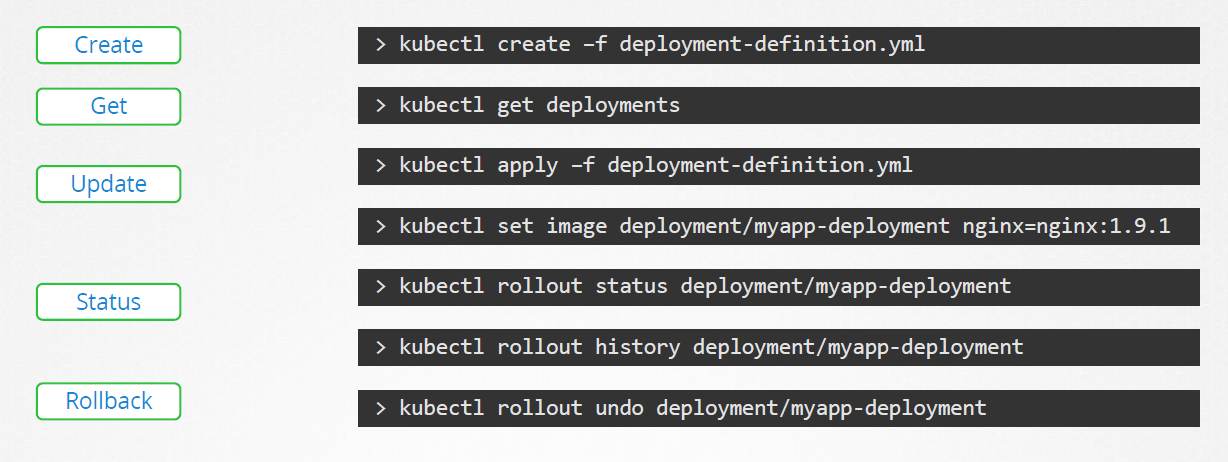 Create
> kubectl create –f deployment-definition.yml
Get
> kubectl get deployments
Update
> kubectl apply –f deployment-definition.yml
> kubectl set image deployment/myapp-deployment nginx=nginx:1.9.1
Status
> kubectl rollout status deployment/myapp-deployment
> kubectl rollout history deployment/myapp-deployment
Rollback
> kubectl rollout undo deployment/myapp-deployment